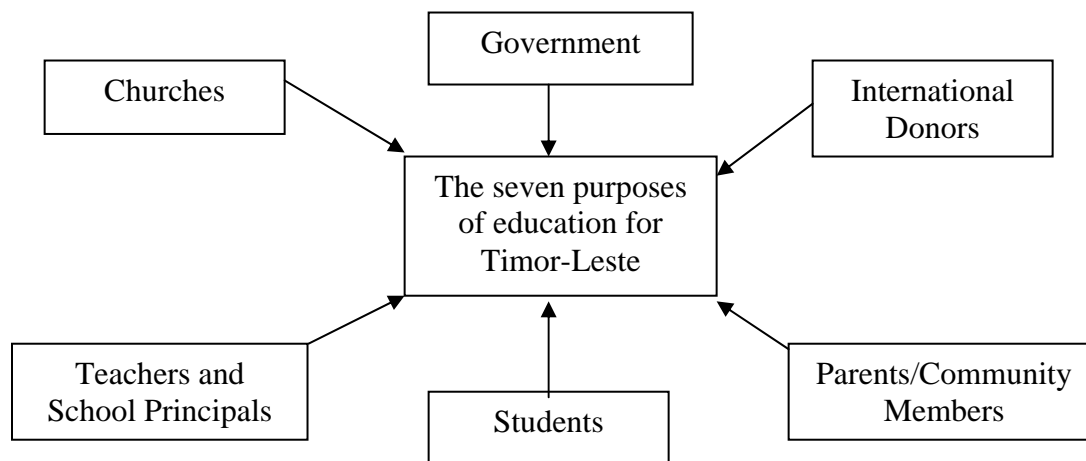 Government
Churches
International
Donors
The seven purposes
of education for
Timor-Leste
Teachers and
School Principals
Students
Parents/Community
Members